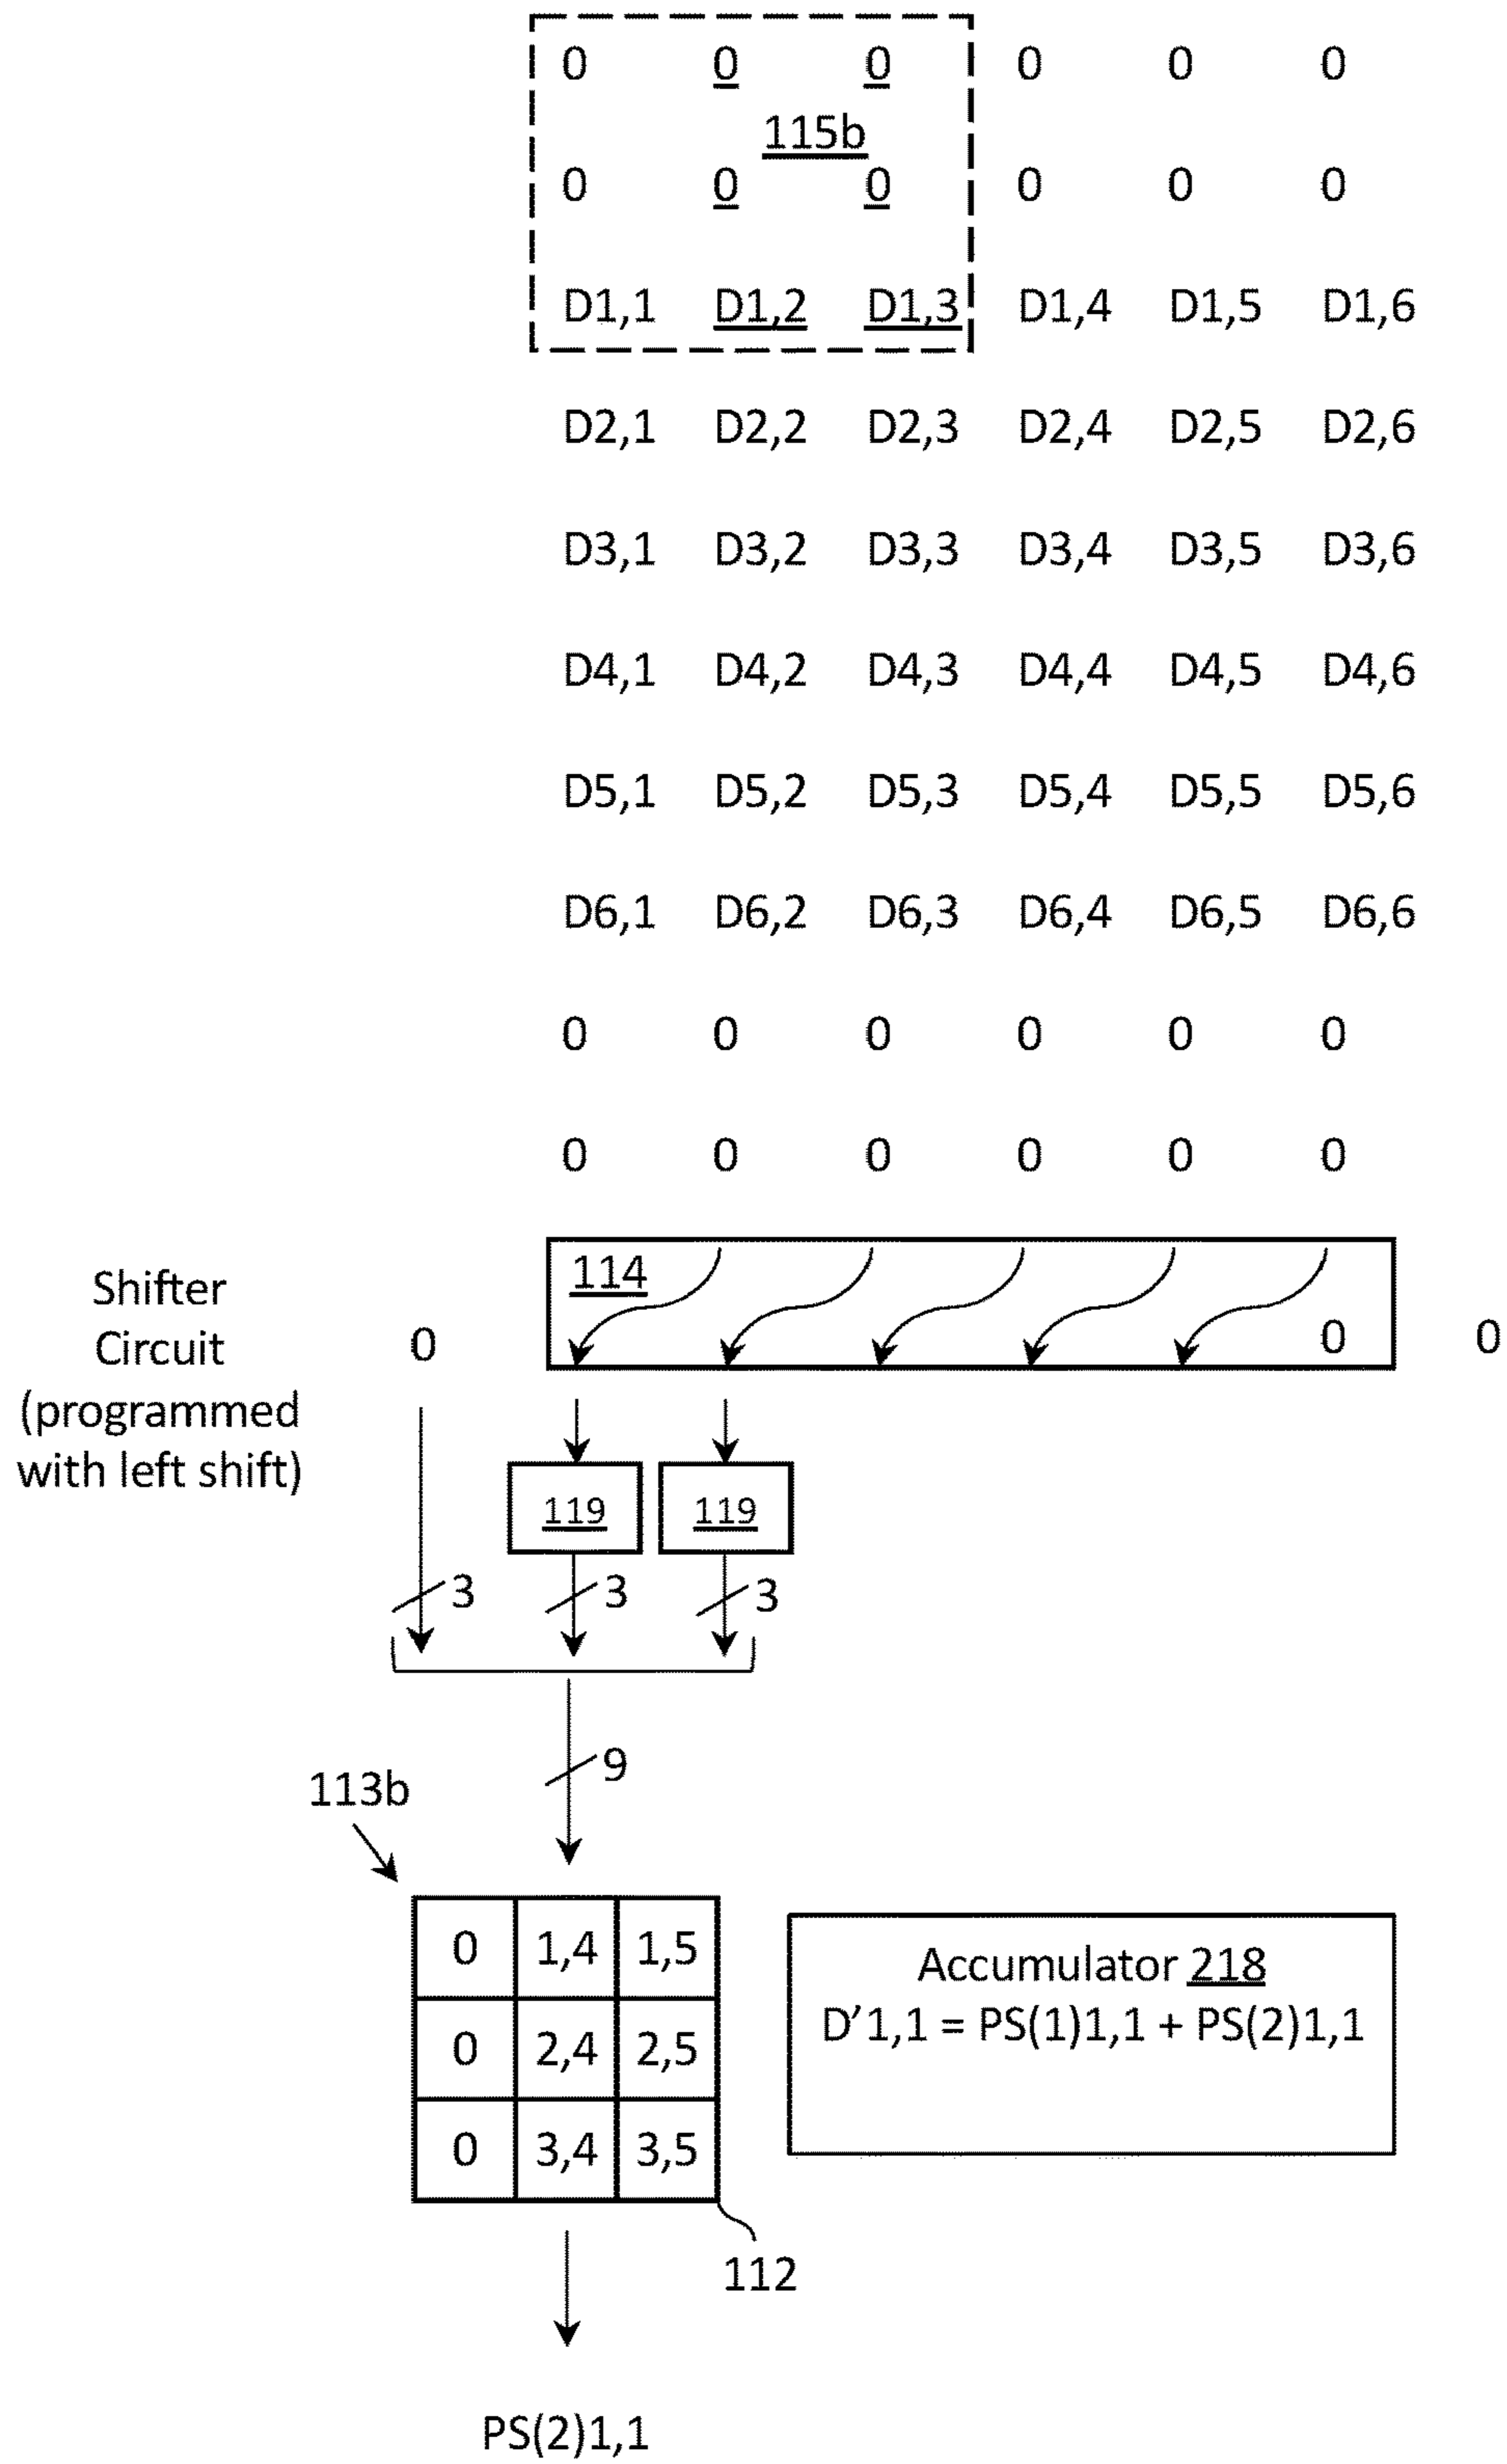 0 0 0 0 0 0
115b
0 0 0 0 0 0
D1,1 D1,2 D1,3 D1,4 D1,5 D1,6
D2,1 D2,2 D2,3 D2,4 D2,5 D2,6
D3,1 D3,2 D3,3 D3,4 D3,5 D3,6
D4,1 D4,2 D4,3 D4,4 D4,5 D4,6
D5,1 D5,2 D5,3 D5,4 D5,5 D5,6
D6,1 D6,2 D6,3 D6,4 D6,5 D6,6
0 0 0 0 0 0
0 0 0 0 0 0
Shifter
Circuit
(programmed
with left shift)
114
0 0 0
119 119
3 3 3
9
113b
0 1,4 1,5
0 2,4 2,5
0 3,4 3,5
Accumulator 218
D’1,1 = PS(1)1,1 + PS(2)1,1
112
PS(2)1,1